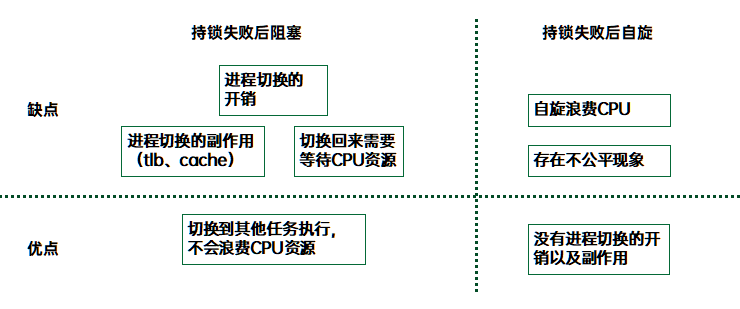 持锁失败后阻塞
持锁失败后自旋
缺点
进程切换的
开销
进程切换的副作用
（tlb、cache）
切换回来需要
等待CPU资源
自旋浪费CPU
存在不公平现象
优点
切换到其他任务执行，
不会浪费CPU资源
没有进程切换的开
销以及副作用